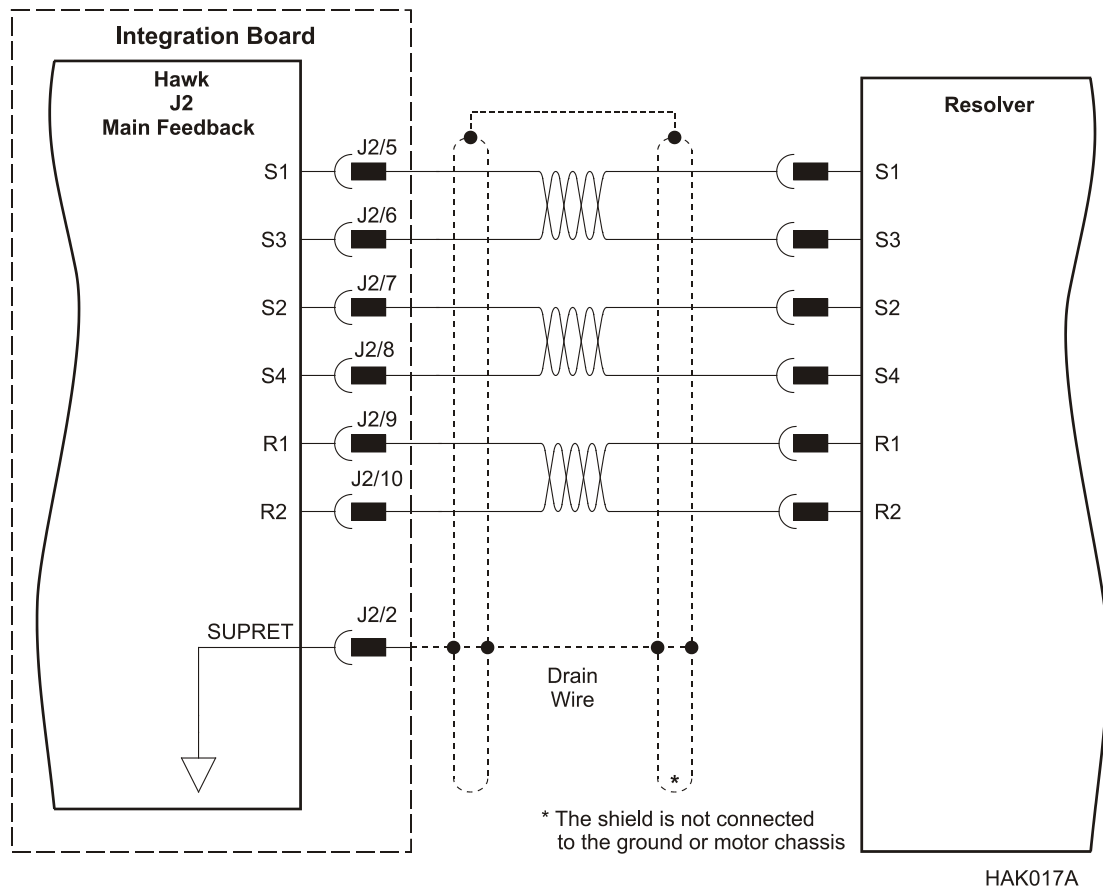 Integration Board
Hawk
J2
Main Feedback
Resolver
S1
J2/5
S1
S3
J2/6
S3
S2
J2/7
S2
S4
J2/8
S4
R1
J2/9
R1
R2
J2/10
R2
SUPRET
J2/2
Drain
Wire
*
* The shield is not connected
to the ground or motor chassis
HAK017A